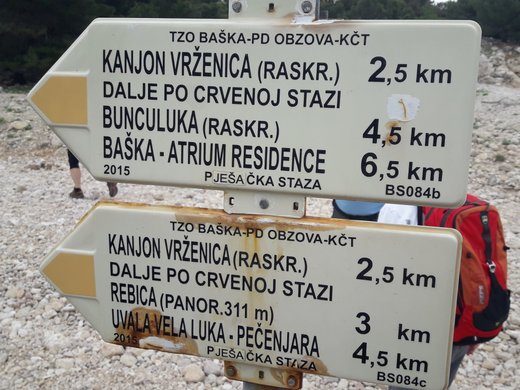 TZO BAŠKA-PD OBZOVA-KČT
KANJON VRŽENICA (RASKR.) 2,5 km
DALJE PO CRVENOJ STAZI
BUNCULUKA (RASKR.) 4,5 km
BAŠKA - ATRIUM RESIDENCE 6,5 km
2015 PJEŠAČKA STAZA BS084b
TZO BAŠKA-PD OBZOVA-KČT
KANJON VRŽENICA (RASKR.) 2,5 km
DALJE PO CRVENOJ STAZI
REBICA (PANOR.311 m) 3 km
UVALA VELA LUKA - PEČENJARA 4,5 km
2015 PJEŠAČKA STAZA BS084c